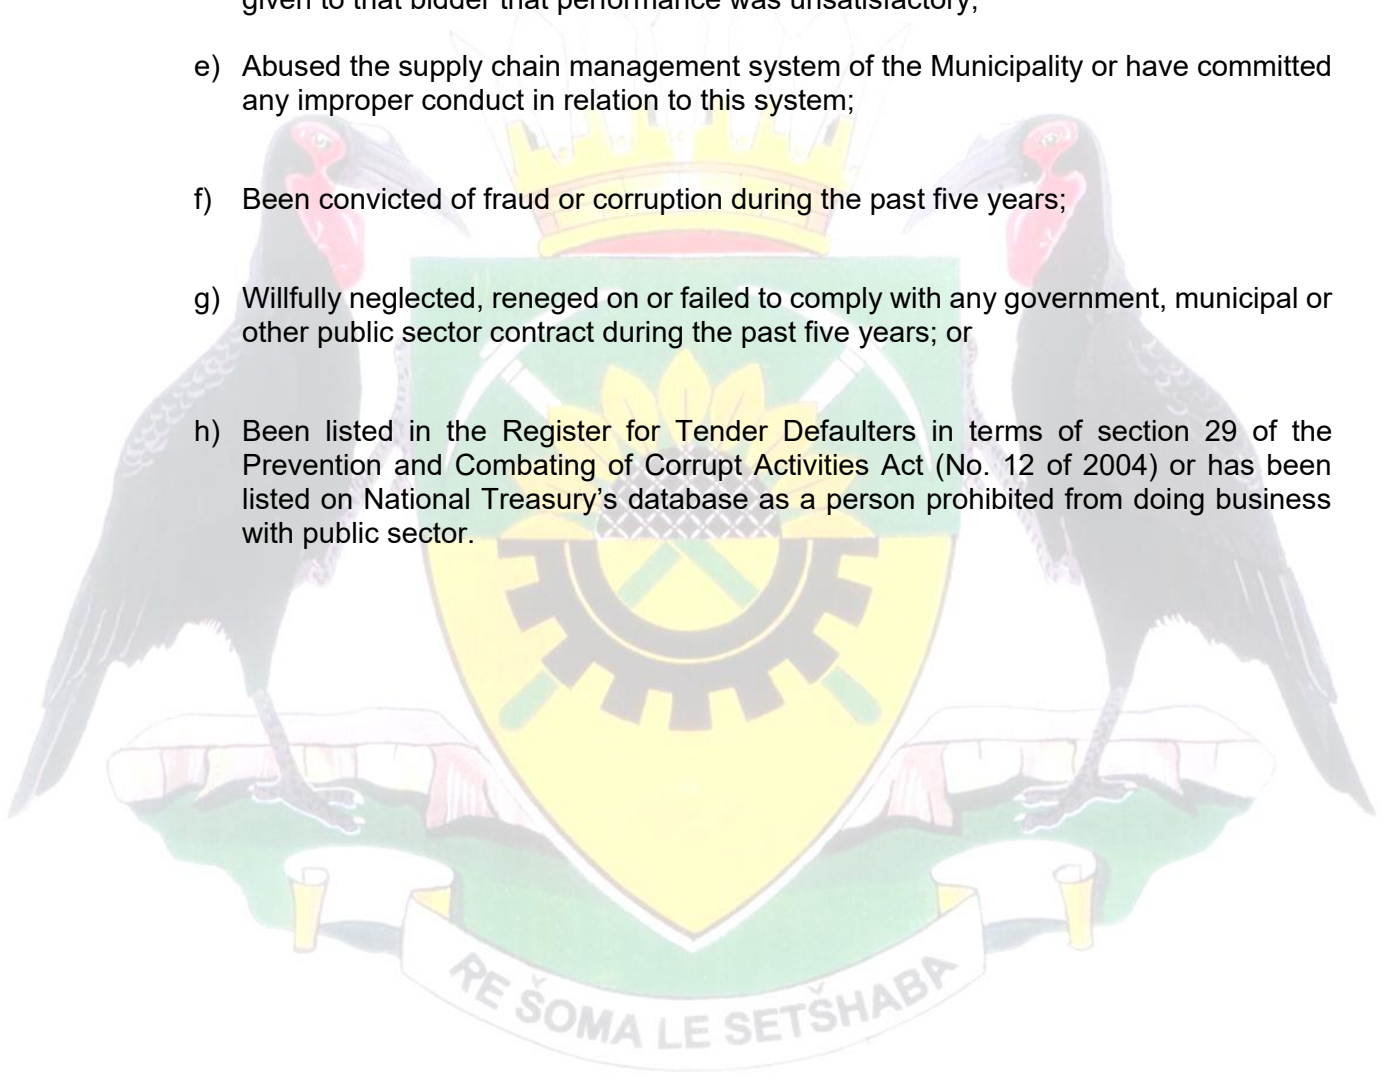 given to that bidder that performance was unsatisfactory;
e) Abused the supply chain management system of the Municipality or have committed
any improper conduct in relation to this system;
f) Been convicted of fraud or corruption during the past five years;
g) Willfully neglected, reneged on or failed to comply with any government, municipal or
other public sector contract during the past five years; or
h) Been listed in the Register for Tender Defaulters in terms of section 29 of the
Prevention and Combating of Corrupt Activities Act (No. 12 of 2004) or has been
listed on National Treasury’s database as a person prohibited from doing business
with public sector.
RE ŠOMA LE SETŠHABA